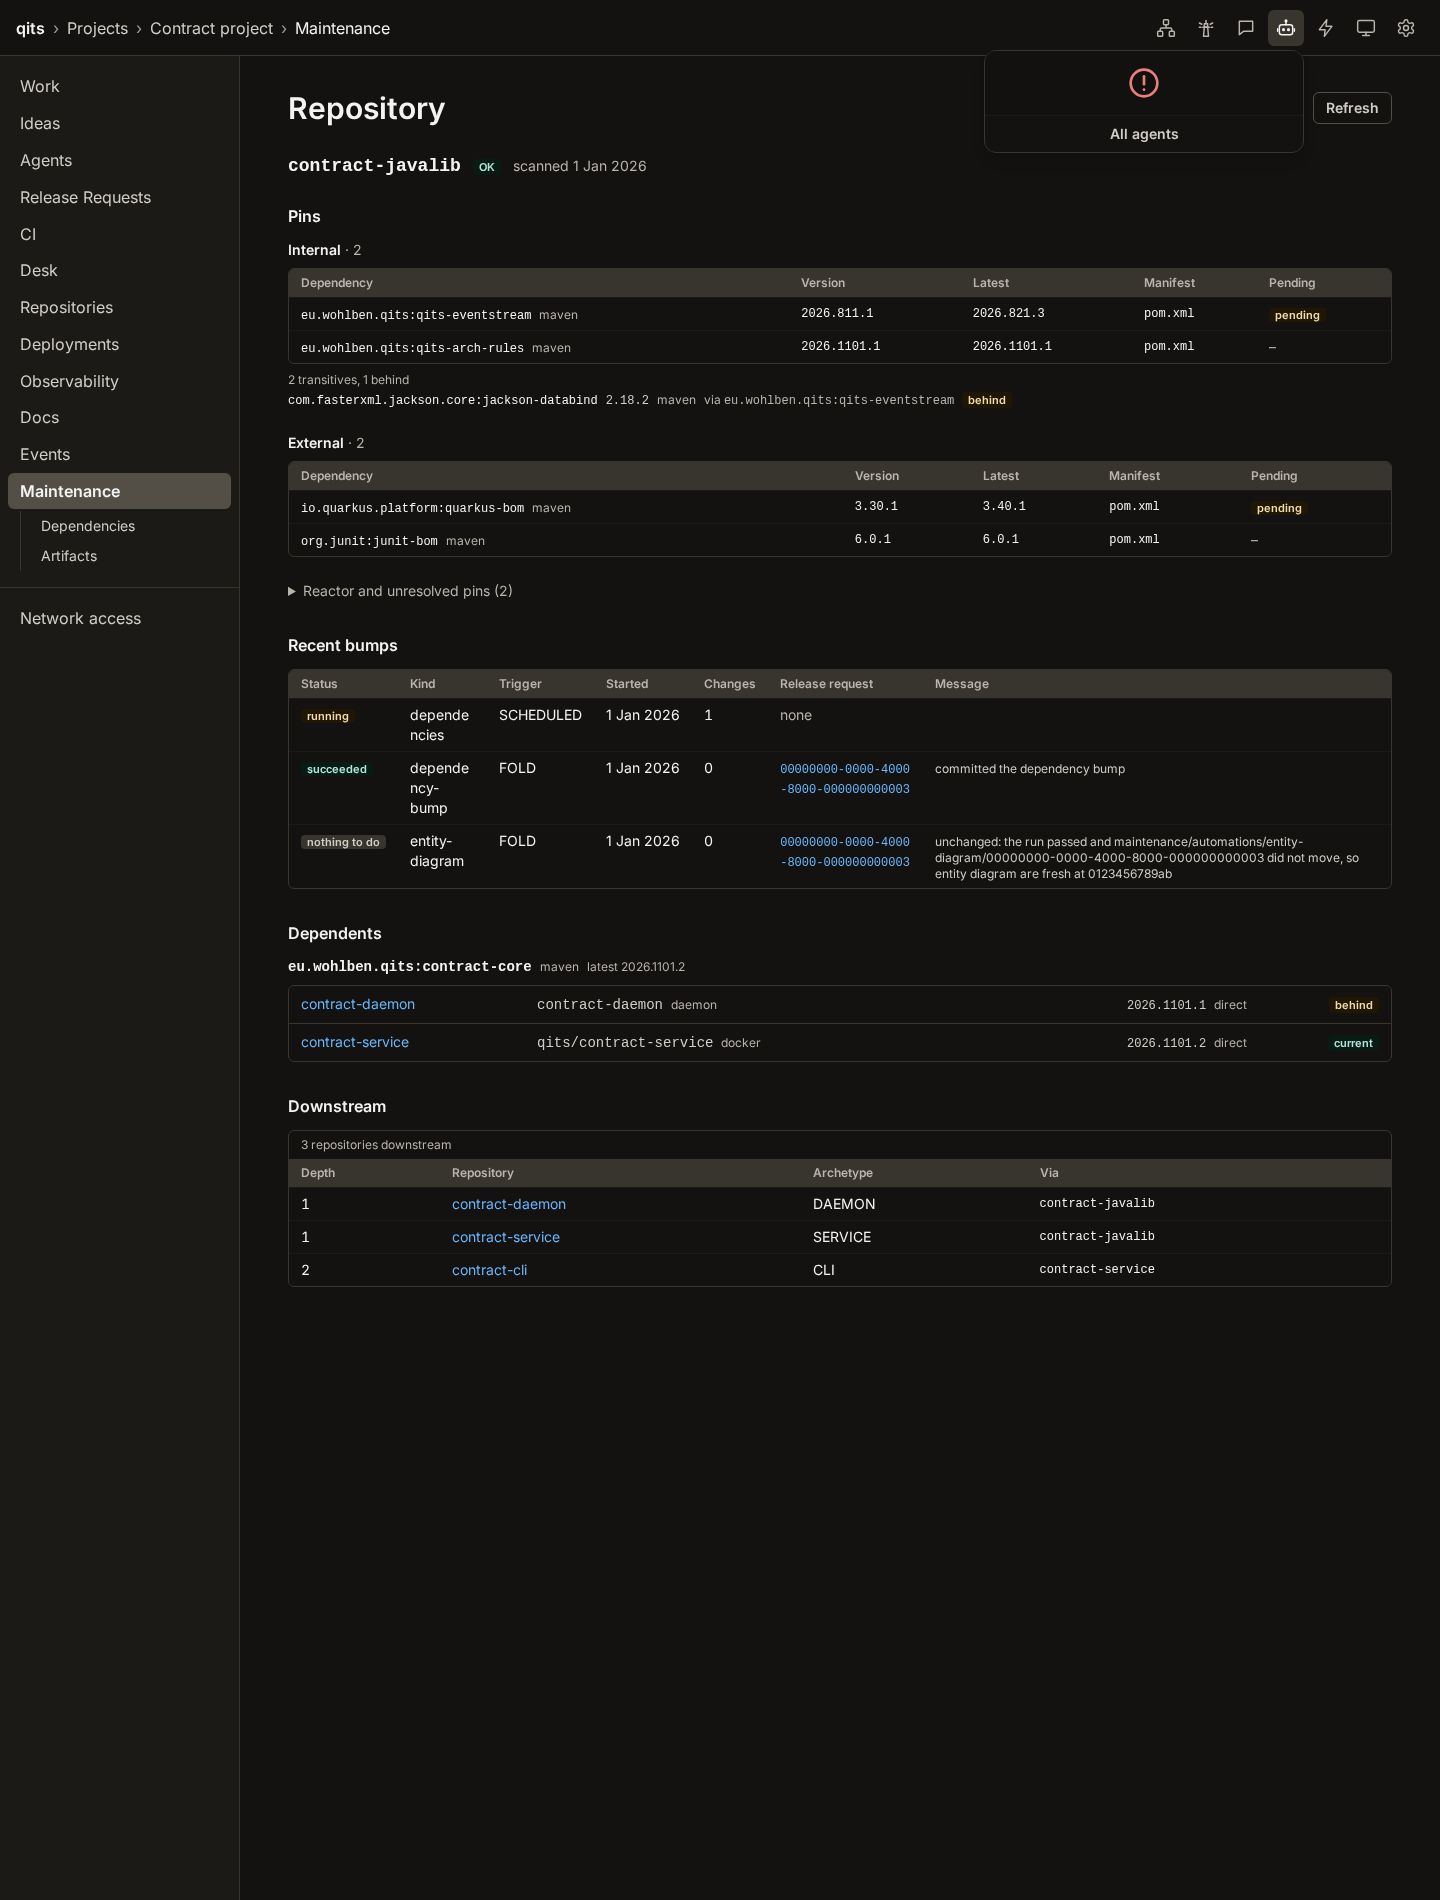 qits › Projects › Contract project › Maintenance
All agents
Work
Ideas
Agents
Release Requests
CI
Desk
Repositories
Deployments
Observability
Docs
Events
Maintenance
Dependencies
Artifacts
Network access
Repository
Refresh
contract-javalib OK scanned 1 Jan 2026
Pins
Internal · 2
Dependency Version Latest Manifest Pending
eu.wohlben.qits:qits-eventstream maven 2026.811.1 2026.821.3 pom.xml pending
eu.wohlben.qits:qits-arch-rules maven 2026.1101.1 2026.1101.1 pom.xml –
2 transitives, 1 behind
com.fasterxml.jackson.core:jackson-databind 2.18.2 maven via eu.wohlben.qits:qits-eventstream behind
External · 2
Dependency Version Latest Manifest Pending
io.quarkus.platform:quarkus-bom maven 3.30.1 3.40.1 pom.xml pending
org.junit:junit-bom maven 6.0.1 6.0.1 pom.xml –
Reactor and unresolved pins (2)
Recent bumps
Status Kind Trigger Started Changes Release request Message
running depende SCHEDULED 1 Jan 2026 1 none
ncies
succeeded depende FOLD 1 Jan 2026 0 00000000-0000-4000 committed the dependency bump
ncy- -8000-000000000003
bump
nothing to do entity- FOLD 1 Jan 2026 0 00000000-0000-4000 unchanged: the run passed and maintenance/automations/entity-
diagram -8000-000000000003 diagram/00000000-0000-4000-8000-000000000003 did not move, so
entity diagram are fresh at 0123456789ab
Dependents
eu.wohlben.qits:contract-core maven latest 2026.1101.2
contract-daemon contract-daemon daemon 2026.1101.1 direct behind
contract-service qits/contract-service docker 2026.1101.2 direct current
Downstream
3 repositories downstream
Depth Repository Archetype Via
1 contract-daemon DAEMON contract-javalib
1 contract-service SERVICE contract-javalib
2 contract-cli CLI contract-service